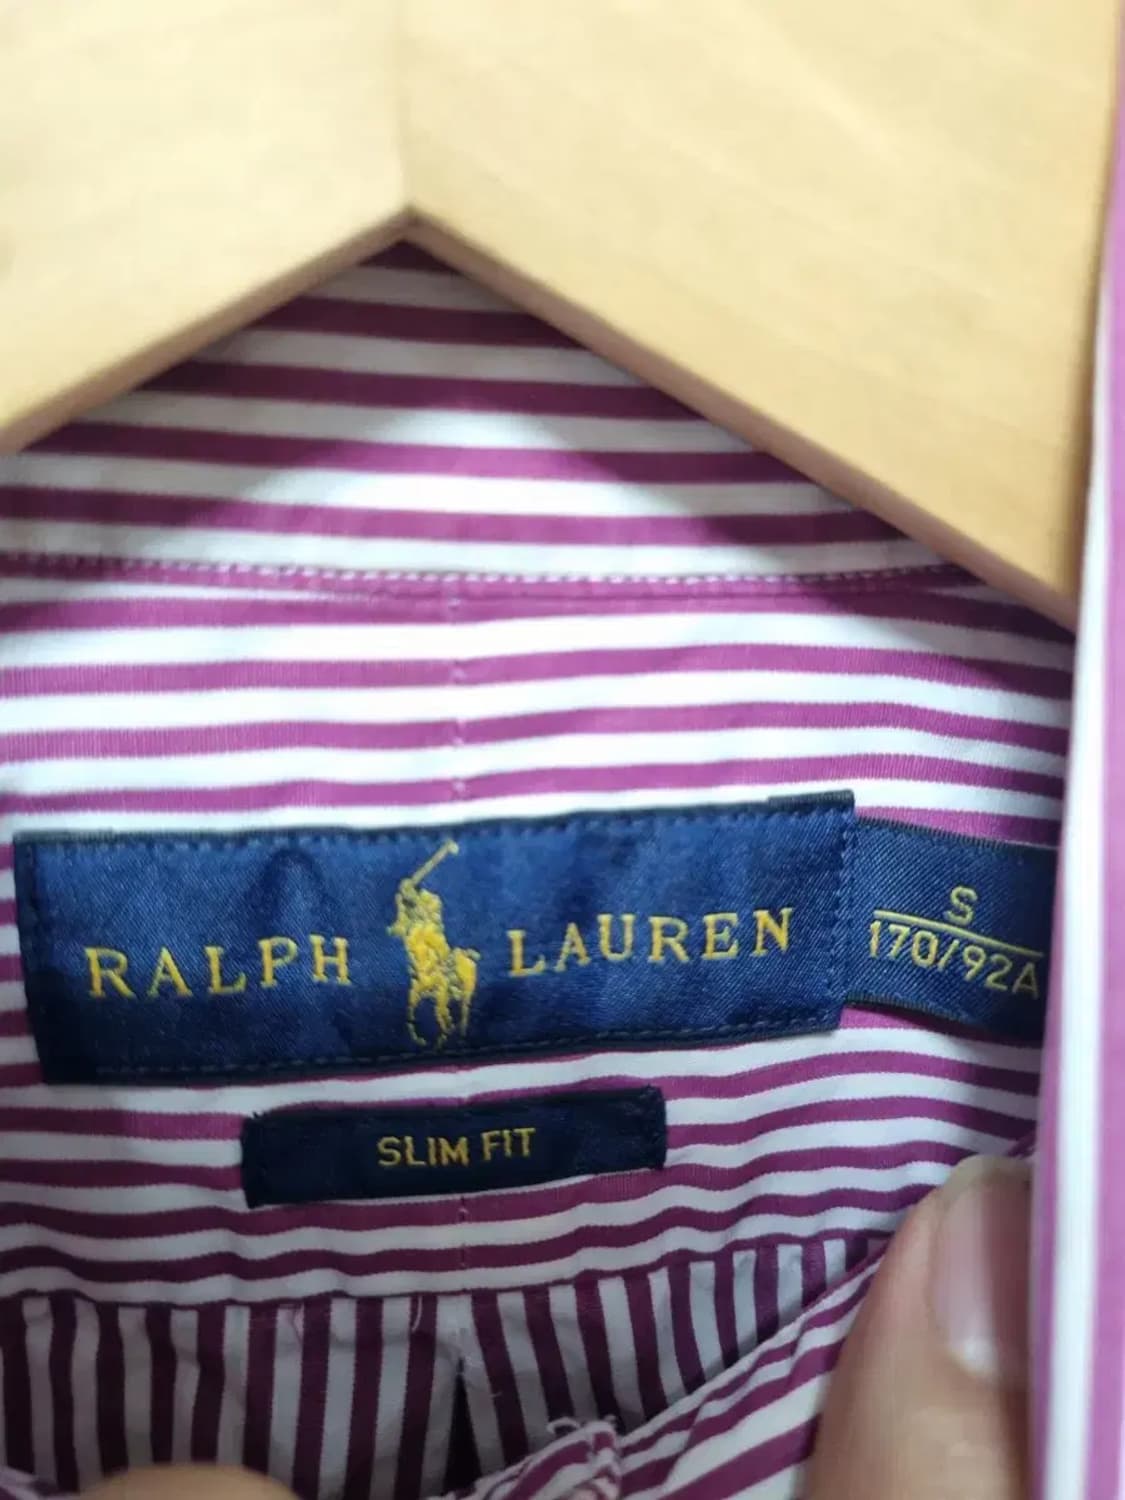 RALPH LAUREN
S
170/92A
SLIM FIT